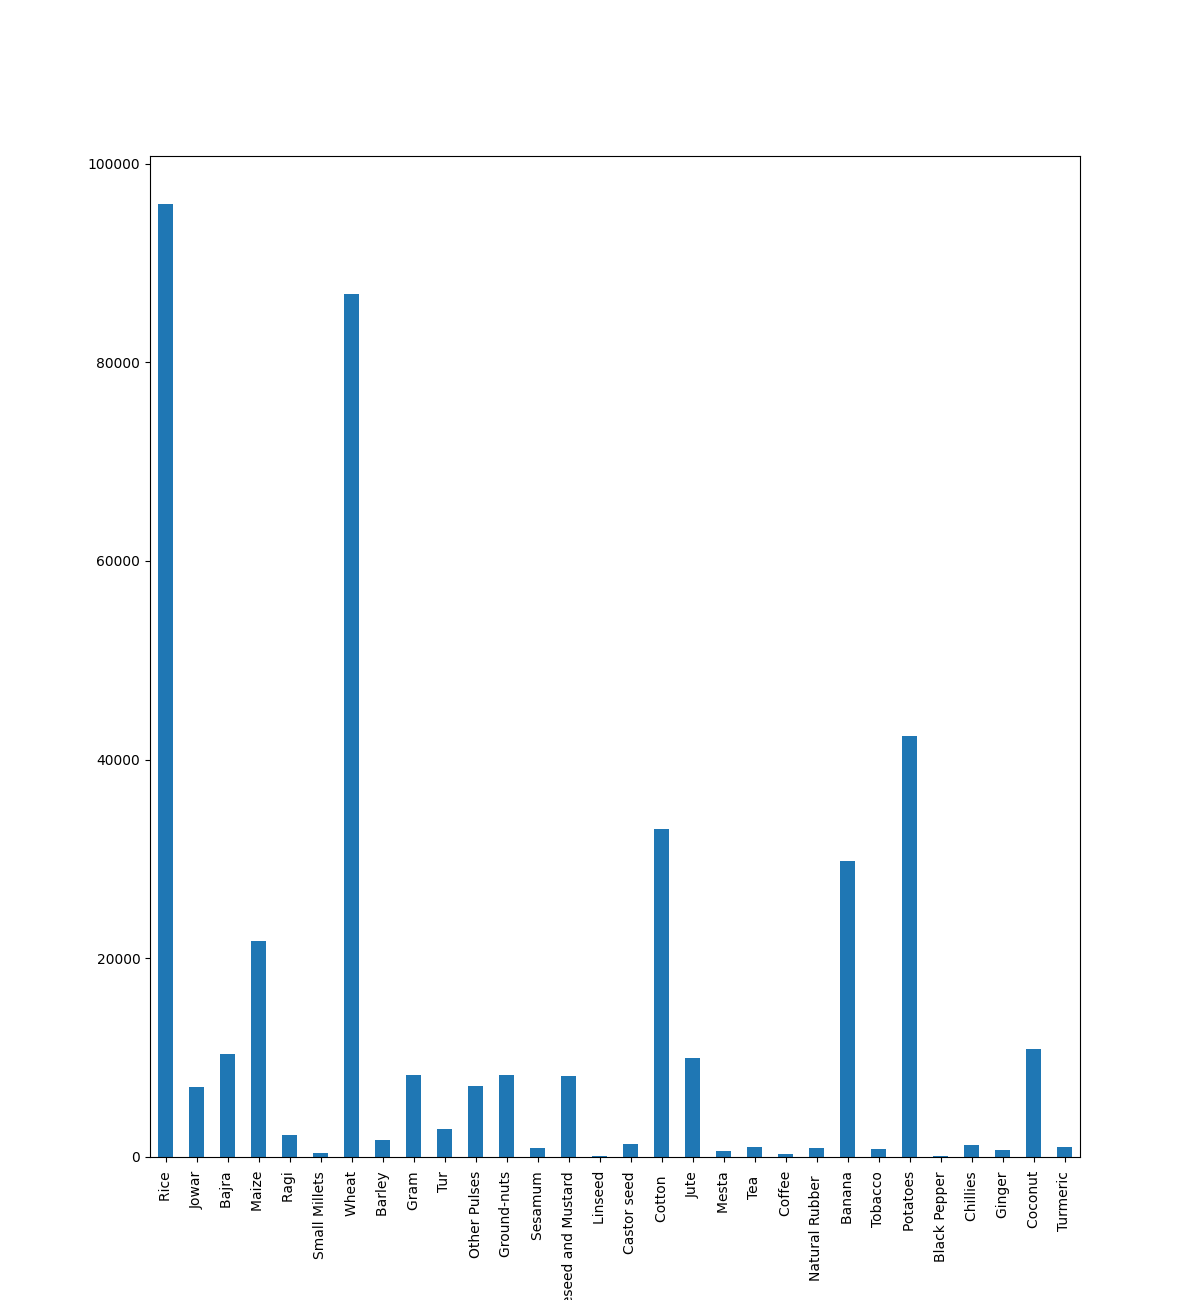 100000
80000
60000
40000
20000
0
Rice
Jowar
Bajra
Maize
Ragi
Small Millets
Wheat
Barley
Gram
Tur
Other Pulses
Ground-nuts
Sesamum
and Mustard
Linseed
Castor seed
Cotton
Jute
Mesta
Tea
Coffee
Natural Rubber
Banana
Tobacco
Potatoes
Black Pepper
Chillies
Ginger
Coconut
Turmeric